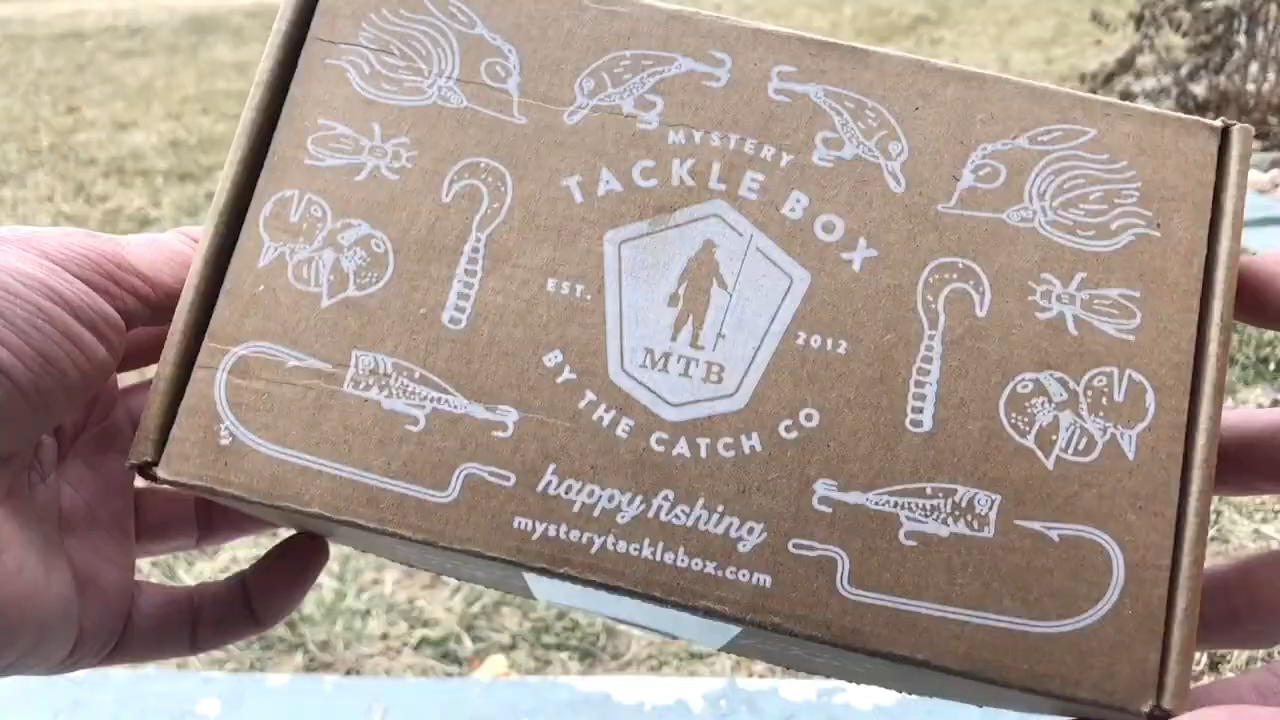 MYSTERY
TACKLE BOX
EST. 2012
MTB
BY THE CATCH CO
happy fishing
mysterytacklebox.com